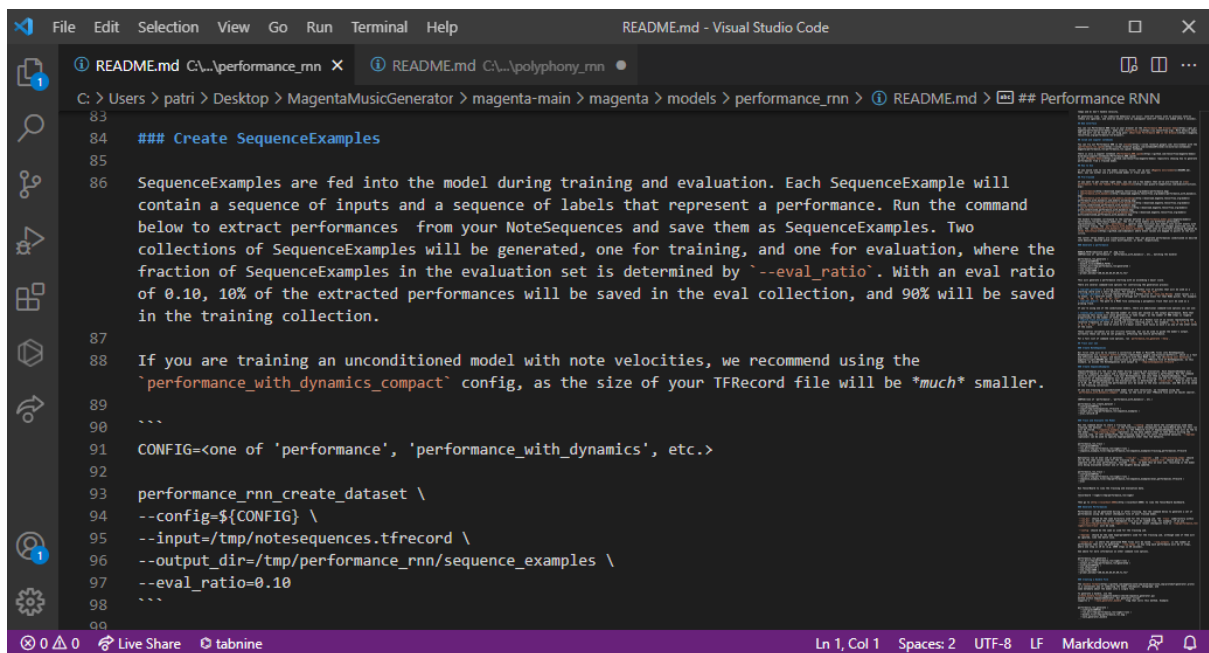 File Edit Selection View Go Run Terminal Help README.md - Visual Studio Code
README.md C:\...\performance_rnn README.md C:\...\polyphony_rnn
C: > Users > patri > Desktop > MagentaMusicGenerator > magenta-main > magenta > models > performance_rnn > README.md > ## Performance RNN
83
84 ### Create SequenceExamples
85
86 SequenceExamples are fed into the model during training and evaluation. Each SequenceExample will
contain a sequence of inputs and a sequence of labels that represent a performance. Run the command
below to extract performances  from your NoteSequences and save them as SequenceExamples. Two
collections of SequenceExamples will be generated, one for training, and one for evaluation, where the
fraction of SequenceExamples in the evaluation set is determined by `--eval_ratio`. With an eval ratio
of 0.10, 10% of the extracted performances will be saved in the eval collection, and 90% will be saved
in the training collection.
87
88 If you are training an unconditioned model with note velocities, we recommend using the
`performance_with_dynamics_compact` config, as the size of your TFRecord file will be *much* smaller.
89
90 ```
91 CONFIG=<one of 'performance', 'performance_with_dynamics', etc.>
92
93 performance_rnn_create_dataset \
94 --config=${CONFIG} \
95 --input=/tmp/notesequences.tfrecord \
96 --output_dir=/tmp/performance_rnn/sequence_examples \
97 --eval_ratio=0.10
98 ```
99
1
1
0 0 Live Share tabnine Ln 1, Col 1 Spaces: 2 UTF-8 LF Markdown